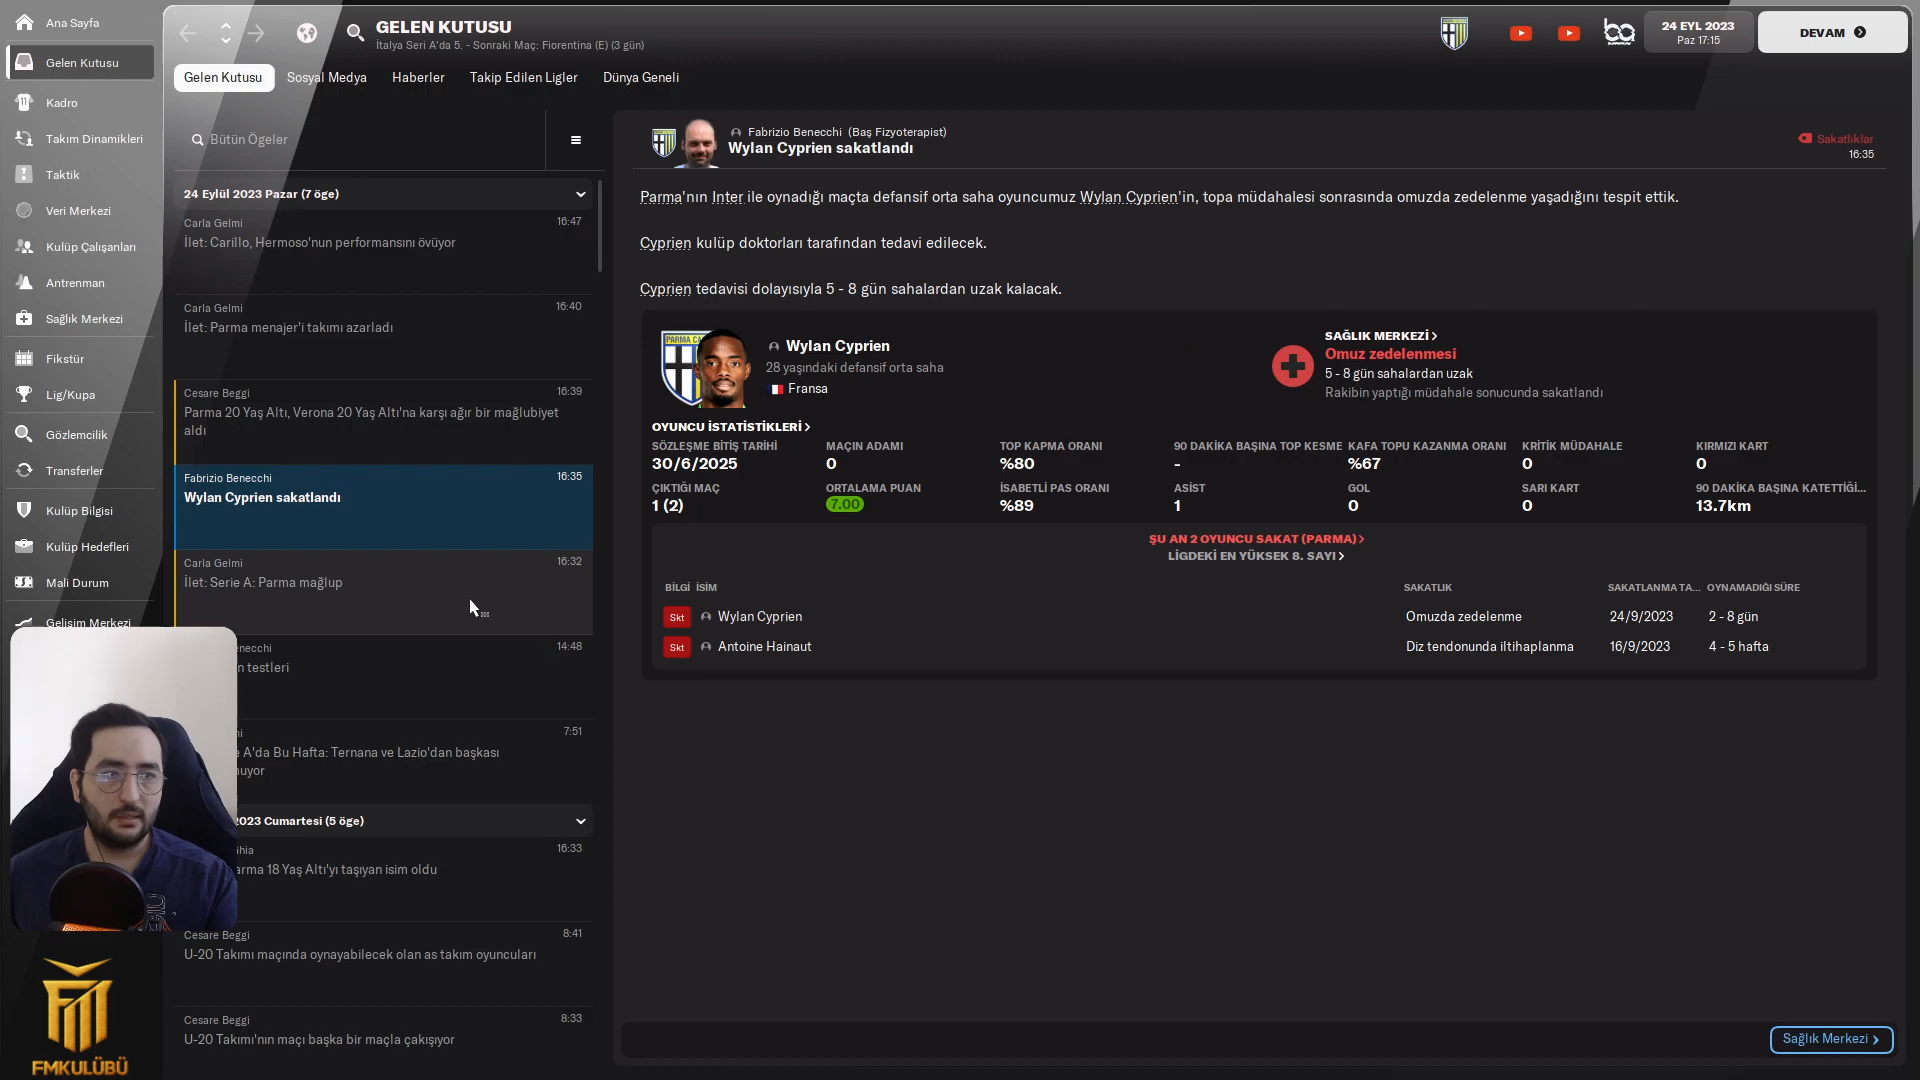 Ana Sayfa
Gelen Kutusu
Kadro
Takım Dinamikleri
Taktik
Veri Merkezi
Kulüp Çalışanları
Antrenman
Sağlık Merkezi
Fikstür
Lig/Kupa
Gözlemcilik
Transferler
Kulüp Bilgisi
Kulüp Hedefleri
Mali Durum
Gelişim Merkezi
FMKULÜBÜ
GELEN KUTUSU
İtalya Seri A'da 5. - Sonraki Maç: Fiorentina (E) (3 gün)
24 EYL 2023
Paz 17:15
DEVAM
Gelen Kutusu
Sosyal Medya
Haberler
Takip Edilen Ligler
Dünya Geneli
Bütün Ögeler
24 Eylül 2023 Pazar (7 öge)
Carla Gelmi
16:47
İlet: Carillo, Hermoso'nun performansını övüyor
Carla Gelmi
16:40
İlet: Parma menajer'i takımı azarladı
Cesare Beggi
16:39
Parma 20 Yaş Altı, Verona 20 Yaş Altı'na karşı ağır bir mağlubiyet
aldı
Fabrizio Benecchi
16:35
Wylan Cyprien sakatlandı
Carla Gelmi
16:32
İlet: Serie A: Parma mağlup
enecchi
14:48
n testleri
mi
7:51
A'da Bu Hafta: Ternana ve Lazio'dan başkası
nuyor
2023 Cumartesi (5 öge)
hia
16:33
arma 18 Yaş Altı'yı taşıyan isim oldu
Cesare Beggi
8:41
U-20 Takımı maçında oynayabilecek olan as takım oyuncuları
Cesare Beggi
8:33
U-20 Takımı'nın maçı başka bir maçla çakışıyor
Fabrizio Benecchi (Baş Fizyoterapist)
Wylan Cyprien sakatlandı
Sakatlıklar
16:35
Parma'nın Inter ile oynadığı maçta defansif orta saha oyuncumuz Wylan Cyprien'in, topa müdahalesi sonrasında omuzda zedelenme yaşadığını tespit ettik.
Cyprien kulüp doktorları tarafından tedavi edilecek.
Cyprien tedavisi dolayısıyla 5 - 8 gün sahalardan uzak kalacak.
Wylan Cyprien
28 yaşındaki defansif orta saha
Fransa
SAĞLIK MERKEZİ
Omuz zedelenmesi
5 - 8 gün sahalardan uzak
Rakibin yaptığı müdahale sonucunda sakatlandı
OYUNCU İSTATİSTİKLERİ
SÖZLEŞME BİTİŞ TARİHİ MAÇIN ADAMI TOP KAPMA ORANI 90 DAKİKA BAŞINA TOP KESME KAFA TOPU KAZANMA ORANI KRİTİK MÜDAHALE KIRMIZI KART
30/6/2025 0 %80 - %67 0 0
ÇIKTIĞI MAÇ ORTALAMA PUAN İSABETLİ PAS ORANI ASİST GOL SARI KART 90 DAKİKA BAŞINA KATETTİĞİ...
1 (2) 7.00 %89 1 0 0 13.7km
ŞU AN 2 OYUNCU SAKAT (PARMA)
LİGDEKİ EN YÜKSEK 8. SAYI
BİLGİ İSİM SAKATLIK SAKATLANMA TA... OYNAMADIĞI SÜRE
Skt Wylan Cyprien Omuzda zedelenme 24/9/2023 2 - 8 gün
Skt Antoine Hainaut Diz tendonunda iltihaplanma 16/9/2023 4 - 5 hafta
Sağlık Merkezi